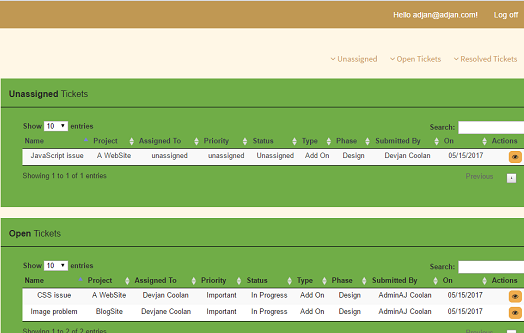 Hello adjan@adjan.com! Log off
Unassigned Open Tickets Resolved Tickets
Unassigned Tickets
Show 10 entries Search:
Name Project Assigned To Priority Status Type Phase Submitted By On Actions
JavaScript issue A WebSite unassigned unassigned Unassigned Add On Design Devjan Coolan 05/15/2017
Showing 1 to 1 of 1 entries Previous 1
Open Tickets
Show 10 entries Search:
Name Project Assigned To Priority Status Type Phase Submitted By On Actions
CSS issue A WebSite Devjan Coolan Important In Progress Add On Design AdminAJ Coolan 05/15/2017
Image problem BlogSite Devjane Coolan Important In Progress Add On Design AdminAJ Coolan 05/15/2017
Showing 1 to 2 of 2 entries Previous